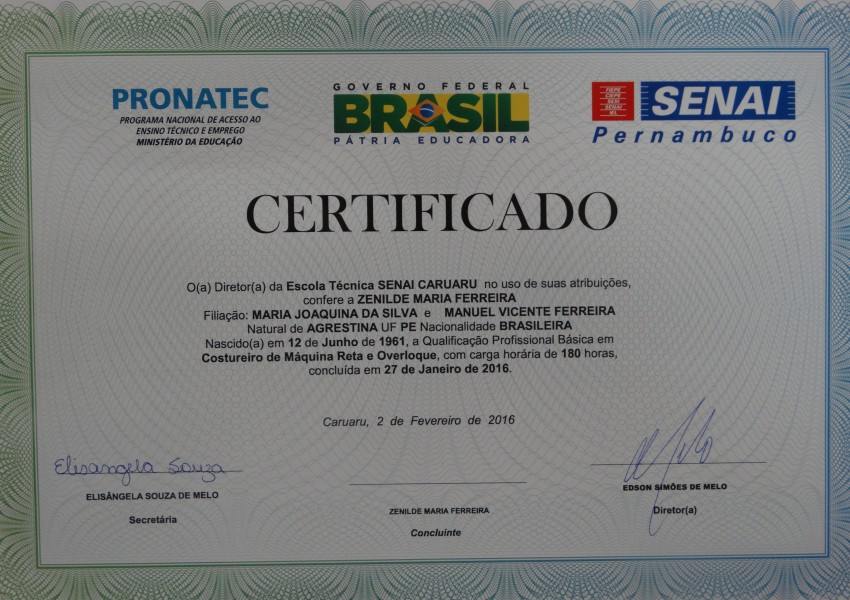 PRONATEC
PROGRAMA NACIONAL DE ACESSO AO
ENSINO TÉCNICO E EMPREGO
MINISTÉRIO DA EDUCAÇÃO
GOVERNO FEDERAL
BRASIL
PÁTRIA EDUCADORA
FIEPE
CIEPE
SESI
SENAI
IEL
SENAI
Pernambuco
CERTIFICADO
O(a) Diretor(a) da Escola Técnica SENAI CARUARU no uso de suas atribuições,
confere a ZENILDE MARIA FERREIRA
Filiação: MARIA JOAQUINA DA SILVA e MANUEL VICENTE FERREIRA
Natural de AGRESTINA UF PE Nacionalidade BRASILEIRA
Nascido(a) em 12 de Junho de 1961, a Qualificação Profissional Básica em
Costureiro de Máquina Reta e Overloque, com carga horária de 180 horas,
concluída em 27 de Janeiro de 2016.
Caruaru, 2 de Fevereiro de 2016
Elisangela Souza
ELISÂNGELA SOUZA DE MELO
Secretária
ZENILDE MARIA FERREIRA
Concluinte
EDSON SIMÕES DE MELO
Diretor(a)